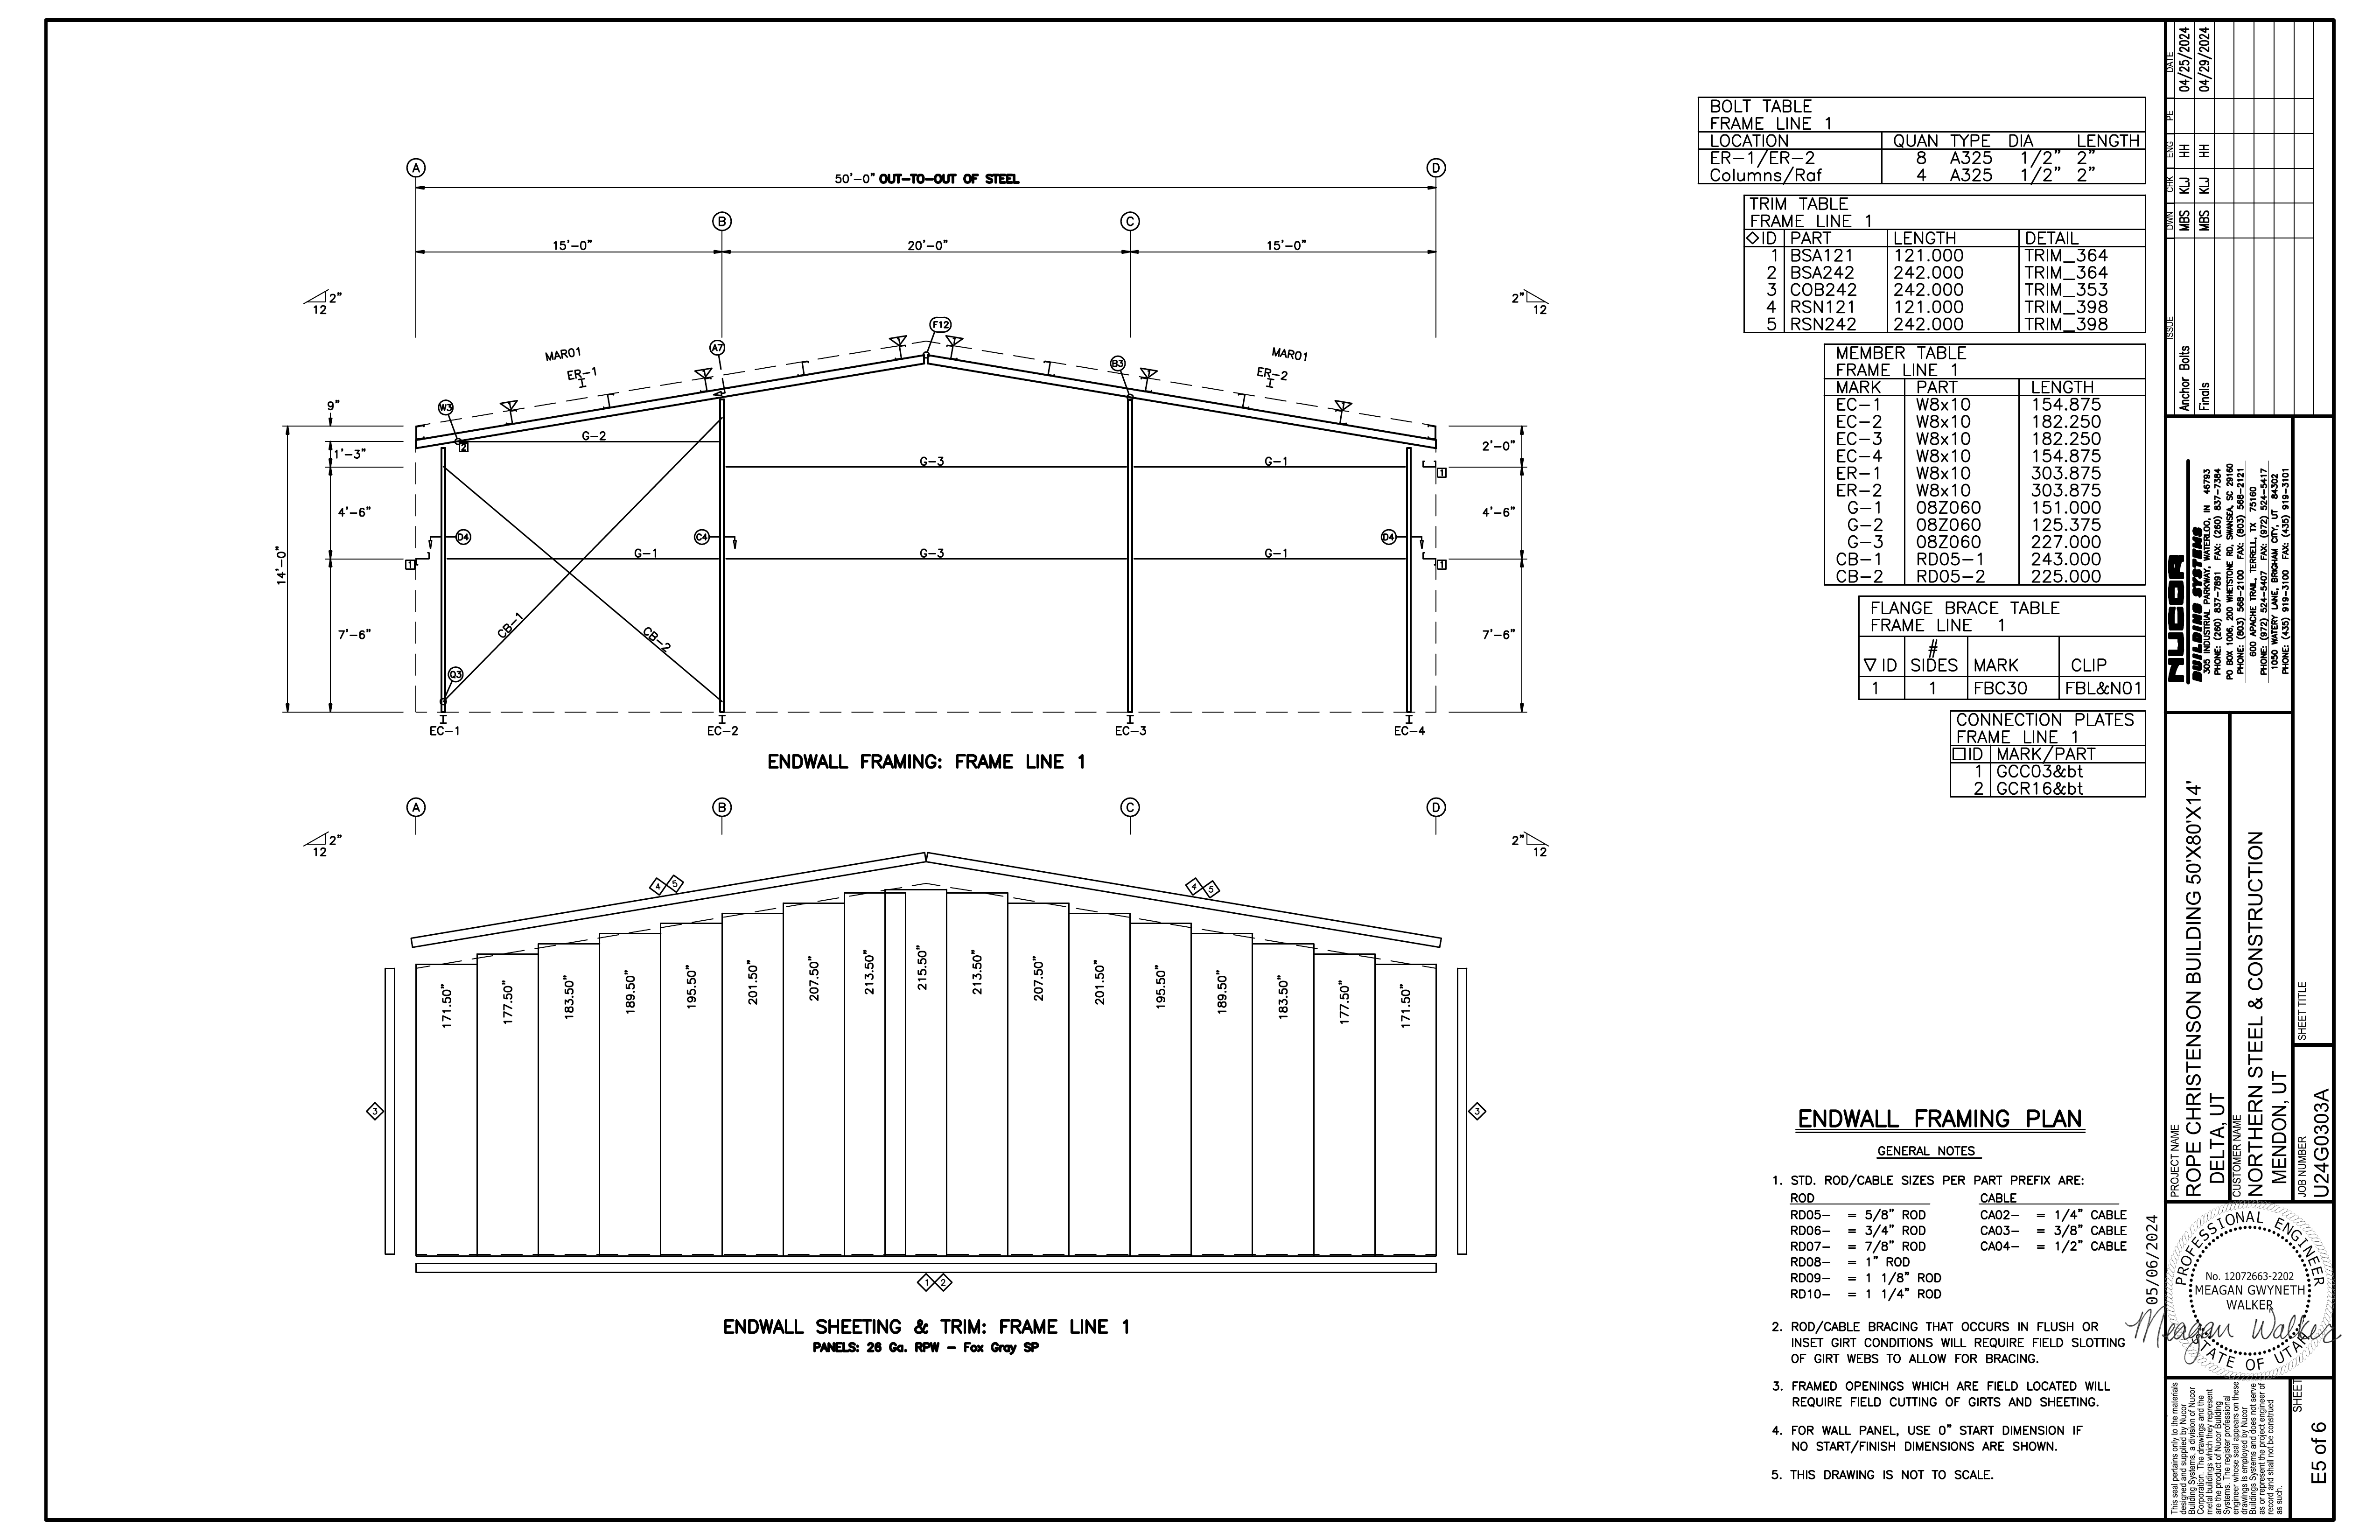 A
D
50'-0" OUT-TO-OUT OF STEEL
B
C
15'-0"
20'-0"
15'-0"
2"
12
2"
12
F12
A7
B3
MAR01
ER-1
MAR01
ER-2
W3
9"
G-2
2
1'-3"
2'-0"
G-3
G-1
1
4'-6"
4'-6"
14'-0"
D4
C4
D4
G-1
G-3
G-1
1
1
7'-6"
7'-6"
CB-1
CB-2
Q3
EC-1
EC-2
EC-3
EC-4
ENDWALL FRAMING: FRAME LINE 1
A
B
C
D
2"
12
2"
12
4 5
4 5
171.50"
177.50"
183.50"
189.50"
195.50"
201.50"
207.50"
213.50"
215.50"
213.50"
207.50"
201.50"
195.50"
189.50"
183.50"
177.50"
171.50"
3
3
1 2
ENDWALL SHEETING & TRIM: FRAME LINE 1
PANELS: 26 Ga. RPW - Fox Gray SP
BOLT TABLE
FRAME LINE 1
LOCATION QUAN TYPE DIA LENGTH
ER-1/ER-2 8 A325 1/2" 2"
Columns/Raf 4 A325 1/2" 2"
TRIM TABLE
FRAME LINE 1
◇ID PART LENGTH DETAIL
1 BSA121 121.000 TRIM_364
2 BSA242 242.000 TRIM_364
3 COB242 242.000 TRIM_353
4 RSN121 121.000 TRIM_398
5 RSN242 242.000 TRIM_398
MEMBER TABLE
FRAME LINE 1
MARK PART LENGTH
EC-1 W8x10 154.875
EC-2 W8x10 182.250
EC-3 W8x10 182.250
EC-4 W8x10 154.875
ER-1 W8x10 303.875
ER-2 W8x10 303.875
G-1 08Z060 151.000
G-2 08Z060 125.375
G-3 08Z060 227.000
CB-1 RD05-1 243.000
CB-2 RD05-2 225.000
FLANGE BRACE TABLE
FRAME LINE 1
▽ID # SIDES MARK CLIP
1 1 FBC30 FBL&N01
CONNECTION PLATES
FRAME LINE 1
□ID MARK/PART
1 GCC03&bt
2 GCR16&bt
ENDWALL FRAMING PLAN
GENERAL NOTES
1. STD. ROD/CABLE SIZES PER PART PREFIX ARE:
ROD CABLE
RD05- = 5/8" ROD CA02- = 1/4" CABLE
RD06- = 3/4" ROD CA03- = 3/8" CABLE
RD07- = 7/8" ROD CA04- = 1/2" CABLE
RD08- = 1" ROD
RD09- = 1 1/8" ROD
RD10- = 1 1/4" ROD
2. ROD/CABLE BRACING THAT OCCURS IN FLUSH OR
INSET GIRT CONDITIONS WILL REQUIRE FIELD SLOTTING
OF GIRT WEBS TO ALLOW FOR BRACING.
3. FRAMED OPENINGS WHICH ARE FIELD LOCATED WILL
REQUIRE FIELD CUTTING OF GIRTS AND SHEETING.
4. FOR WALL PANEL, USE 0" START DIMENSION IF
NO START/FINISH DIMENSIONS ARE SHOWN.
5. THIS DRAWING IS NOT TO SCALE.
ISSUE DWN CHK ENG PE DATE
Anchor Bolts MBS KLJ HH 04/25/2024
Finals MBS KLJ HH 04/29/2024
NUCOR
BUILDING SYSTEMS
305 INDUSTRIAL PARKWAY, WATERLOO, IN 46793
PHONE: (260) 837-7891 FAX: (260) 837-7384
PO BOX 1006, 200 WHETSTONE RD, SWANSEA, SC 29160
PHONE: (803) 568-2100 FAX: (803) 568-2121
600 APACHE TRAIL, TERRELL, TX 75160
PHONE: (972) 524-5407 FAX: (972) 524-5417
1050 WATERY LANE, BRIGHAM CITY, UT 84302
PHONE: (435) 919-3100 FAX: (435) 919-3101
PROJECT NAME
ROPE CHRISTENSON BUILDING 50'X80'X14'
DELTA, UT
CUSTOMER NAME
NORTHERN STEEL & CONSTRUCTION
MENDON, UT
SHEET TITLE
JOB NUMBER
U24G0303A
05/06/2024
PROFESSIONAL ENGINEER
No. 12072663-2202
MEAGAN GWYNETH
WALKER
STATE OF UTAH
Meagan Walker
This seal pertains only to the materials
designed and supplied by Nucor
Building Systems, a division of Nucor
Corporation. The drawings and the
metal buildings which they represent
are the product of Nucor Building
Systems. The register professional
engineer whose seal appears on these
drawings is employed by Nucor
Buildings Systems and does not serve
as or represent the project engineer of
record and shall not be construed
as such.
SHEET
E5 of 6